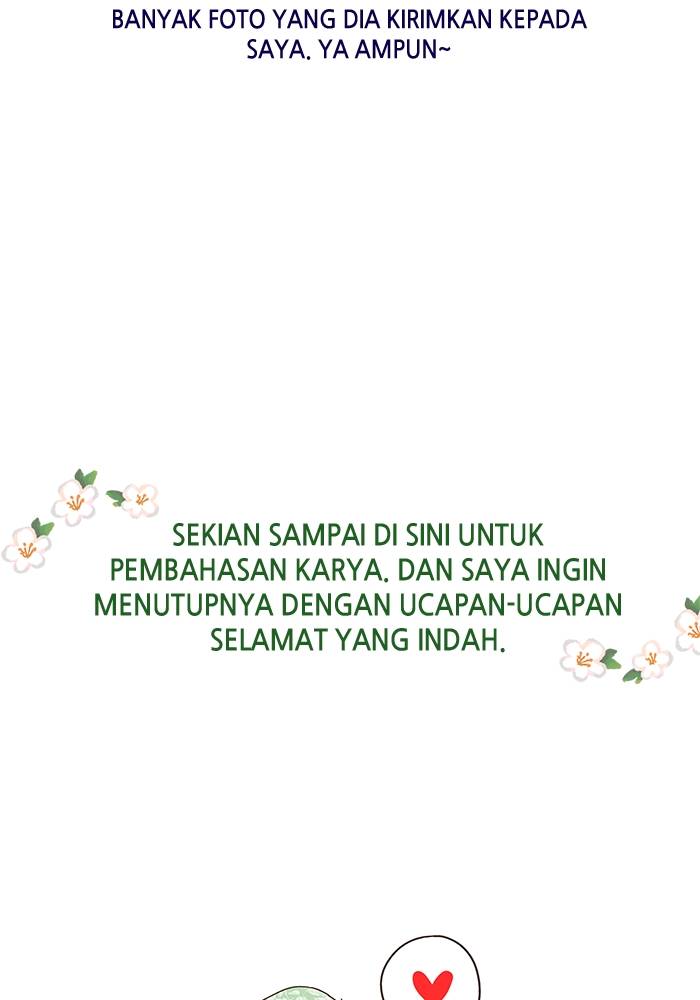 BANYAK FOTO YANG DIA KIRIMKAN KEPADA
SAYA. YA AMPUN~
SEKIAN SAMPAI DI SINI UNTUK
PEMBAHASAN KARYA. DAN SAYA INGIN
MENUTUPNYA DENGAN UCAPAN-UCAPAN
SELAMAT YANG INDAH.